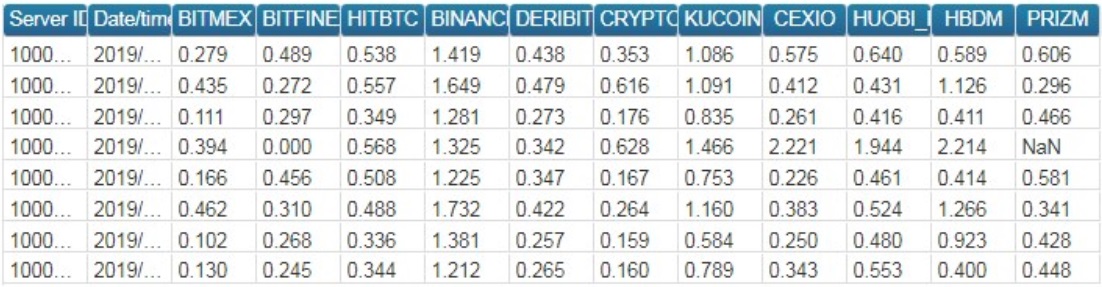 Server ID Date/time BITMEX BITFINE HITBTC BINANC DERIBIT CRYPTO KUCOIN CEXIO HUOBI_ HBDM PRIZM
1000... 2019/... 0.279 0.489 0.538 1.419 0.438 0.353 1.086 0.575 0.640 0.589 0.606
1000... 2019/... 0.435 0.272 0.557 1.649 0.479 0.616 1.091 0.412 0.431 1.126 0.296
1000... 2019/... 0.111 0.297 0.349 1.281 0.273 0.176 0.835 0.261 0.416 0.411 0.466
1000... 2019/... 0.394 0.000 0.568 1.325 0.342 0.628 1.466 2.221 1.944 2.214 NaN
1000... 2019/... 0.166 0.456 0.508 1.225 0.347 0.167 0.753 0.226 0.461 0.414 0.581
1000... 2019/... 0.462 0.310 0.488 1.732 0.422 0.264 1.160 0.383 0.524 1.266 0.341
1000... 2019/... 0.102 0.268 0.336 1.381 0.257 0.159 0.584 0.250 0.480 0.923 0.428
1000... 2019/... 0.130 0.245 0.344 1.212 0.265 0.160 0.789 0.343 0.553 0.400 0.448